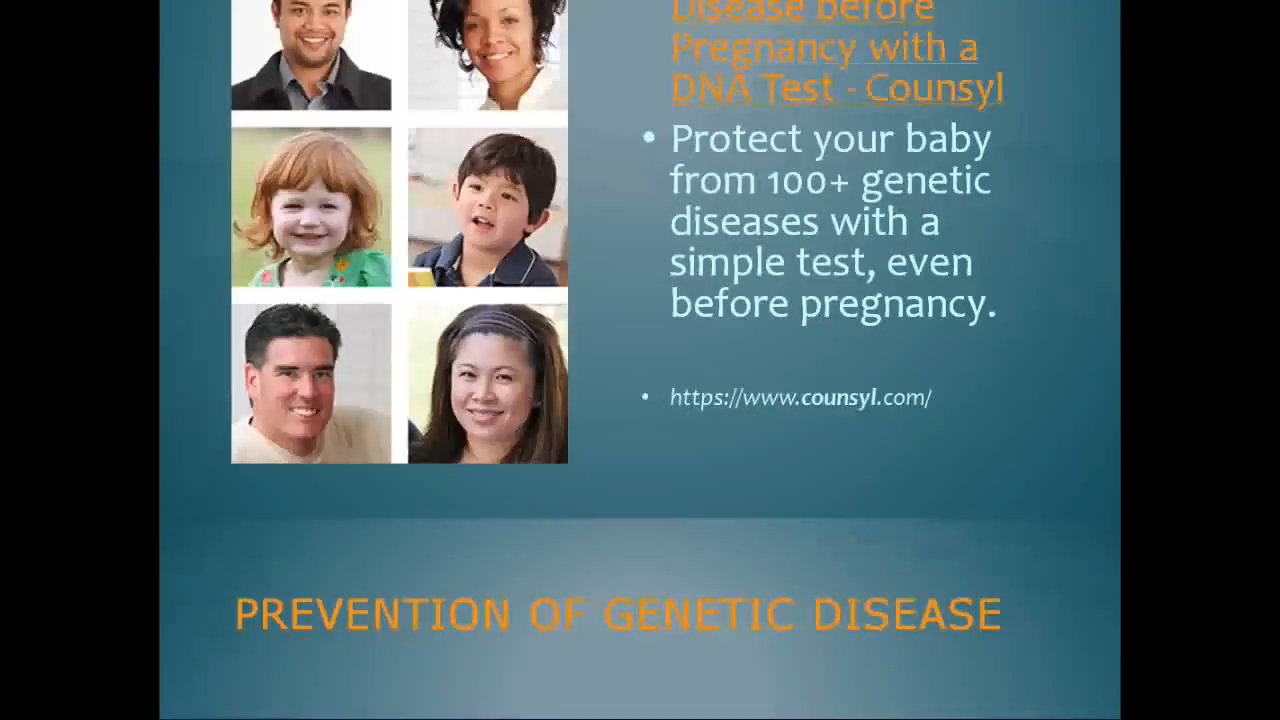 Disease before
Pregnancy with a
DNA Test - Counsyl
• Protect your baby
from 100+ genetic
diseases with a
simple test, even
before pregnancy.
• https://www.counsyl.com/
PREVENTION OF GENETIC DISEASE